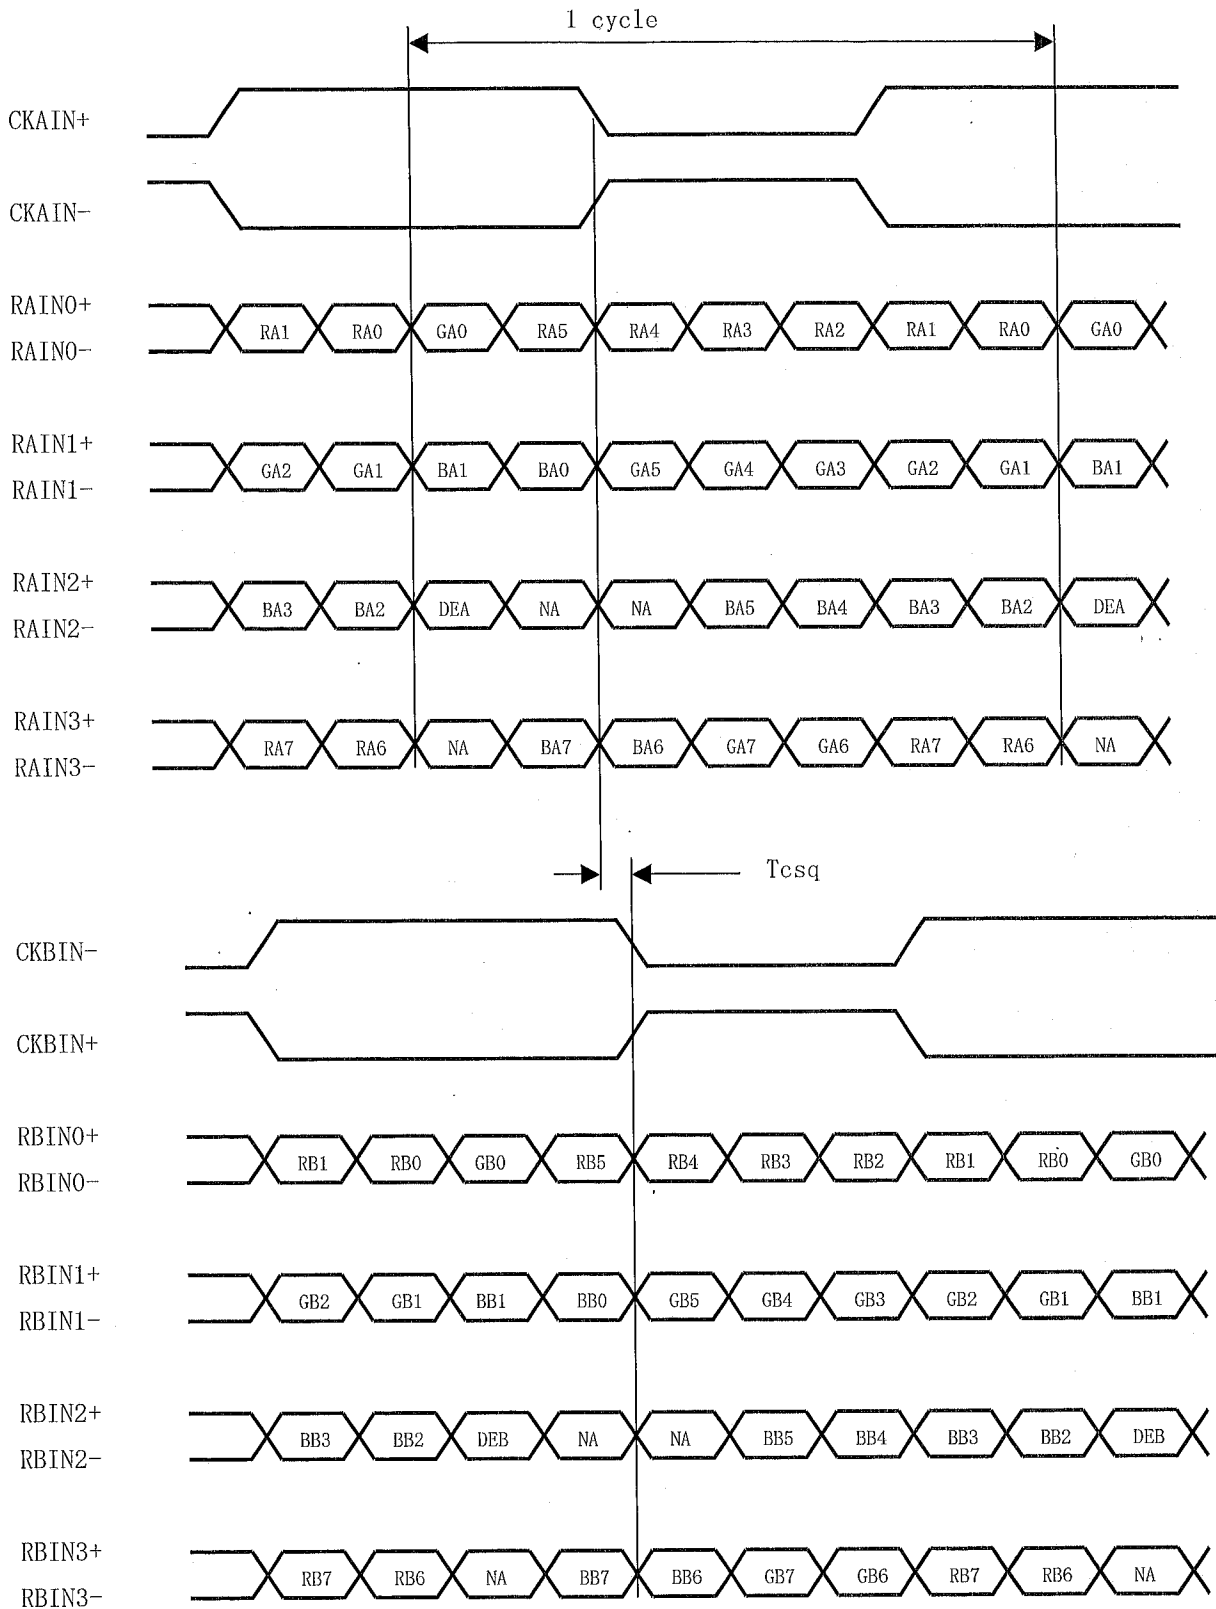 1 cycle
CKAIN+
CKAIN-
RAIN0+
RA1 RA0 GA0 RA5 RA4 RA3 RA2 RA1 RA0 GA0
RAIN0-
RAIN1+
GA2 GA1 BA1 BA0 GA5 GA4 GA3 GA2 GA1 BA1
RAIN1-
RAIN2+
BA3 BA2 DEA NA NA BA5 BA4 BA3 BA2 DEA
RAIN2-
RAIN3+
RA7 RA6 NA BA7 BA6 GA7 GA6 RA7 RA6 NA
RAIN3-
Tcsq
CKBIN-
CKBIN+
RBIN0+
RB1 RB0 GB0 RB5 RB4 RB3 RB2 RB1 RB0 GB0
RBIN0-
RBIN1+
GB2 GB1 BB1 BB0 GB5 GB4 GB3 GB2 GB1 BB1
RBIN1-
RBIN2+
BB3 BB2 DEB NA NA BB5 BB4 BB3 BB2 DEB
RBIN2-
RBIN3+
RB7 RB6 NA BB7 BB6 GB7 GB6 RB7 RB6 NA
RBIN3-